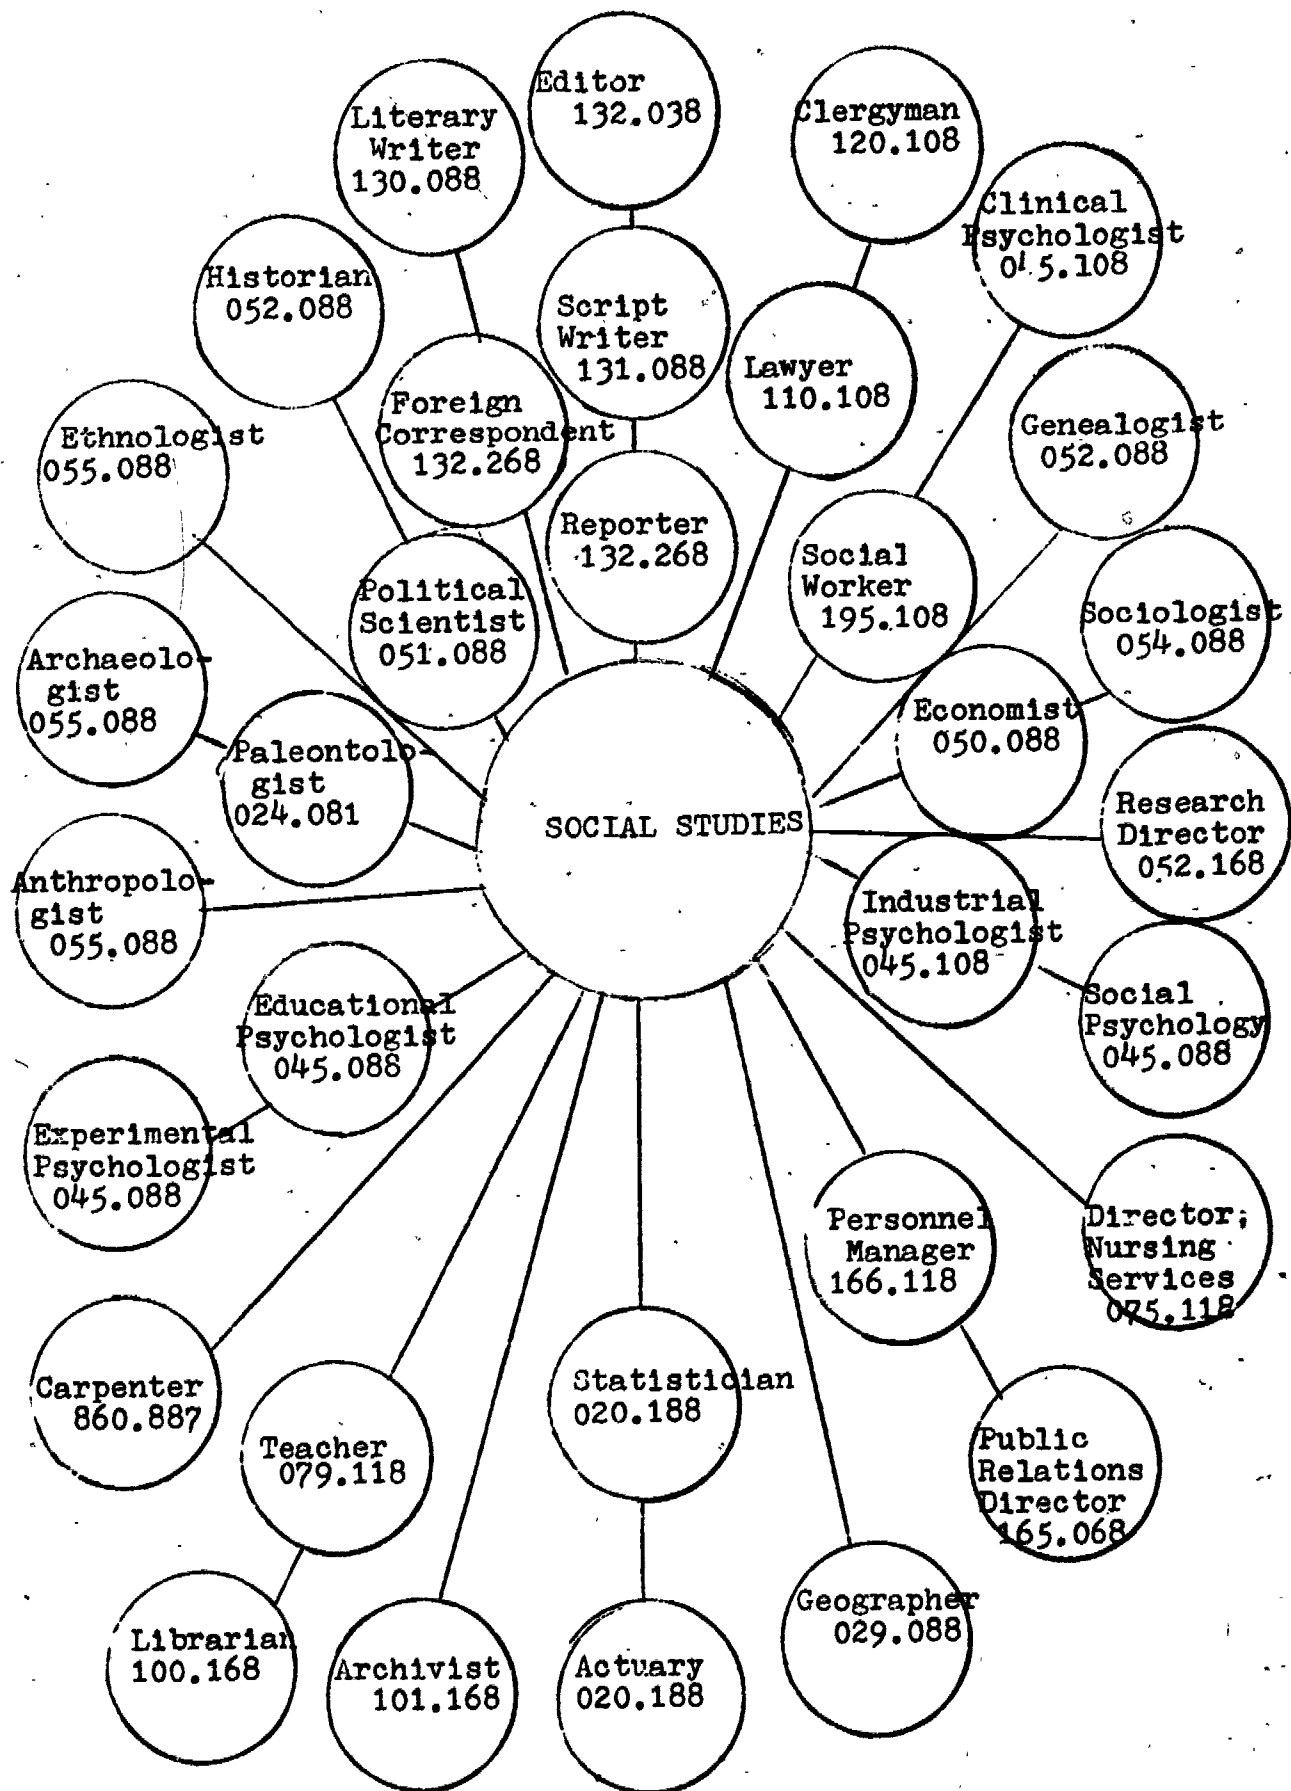 Editor
132.038
Literary
Writer
130.088
Clergyman
120.108
Clinical
Psychologist
045.108
Historian
052.088
Script
Writer
131.088
Lawyer
110.108
Foreign
Correspondent
132.268
Genealogist
052.088
Ethnologist
055.088
Reporter
132.268
Social
Worker
195.108
Political
Scientist
051.088
Sociologist
054.088
Archaeolo-
gist
055.088
Economist
050.088
Paleontolo-
gist
024.081
SOCIAL STUDIES
Research
Director
052.168
Anthropolo-
gist
055.088
Industrial
Psychologist
045.108
Educational
Psychologist
045.088
Social
Psychology
045.088
Experimental
Psychologist
045.088
Personnel
Manager
166.118
Director;
Nursing
Services
075.118
Carpenter
860.887
Statistician
020.188
Teacher
079.118
Public
Relations
Director
165.068
Geographer
029.088
Librarian
100.168
Archivist
101.168
Actuary
020.188